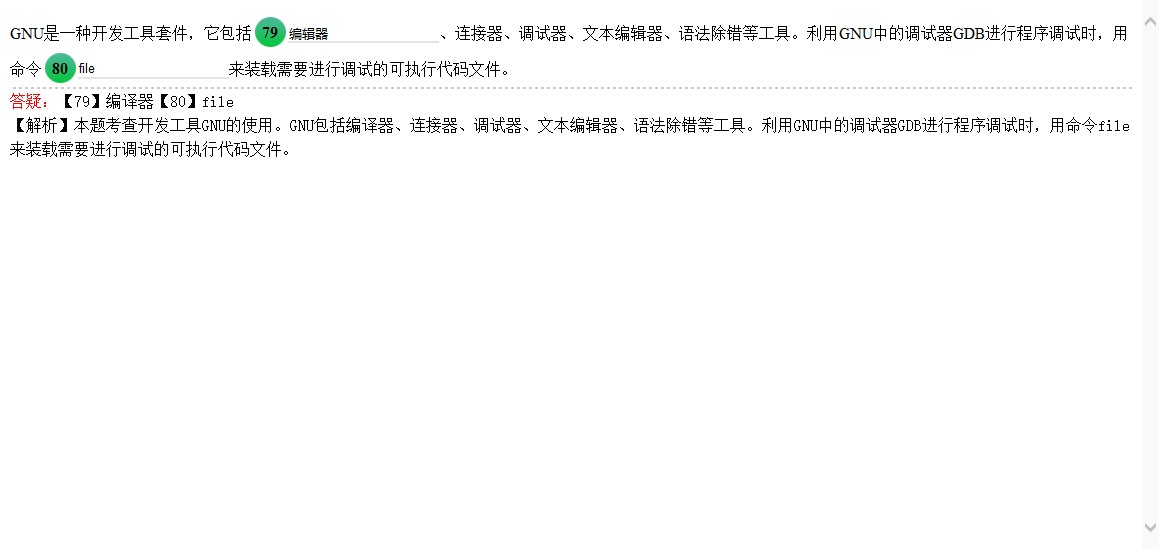 GNU是一种开发工具套件，它包括 79 编辑器 、连接器、调试器、文本编辑器、语法除错等工具。利用GNU中的调试器GDB进行程序调试时，用
命令 80 file 来装载需要进行调试的可执行代码文件。
答疑：【79】编译器【80】file
【解析】本题考查开发工具GNU的使用。GNU包括编译器、连接器、调试器、文本编辑器、语法除错等工具。利用GNU中的调试器GDB进行程序调试时，用命令file
来装载需要进行调试的可执行代码文件。